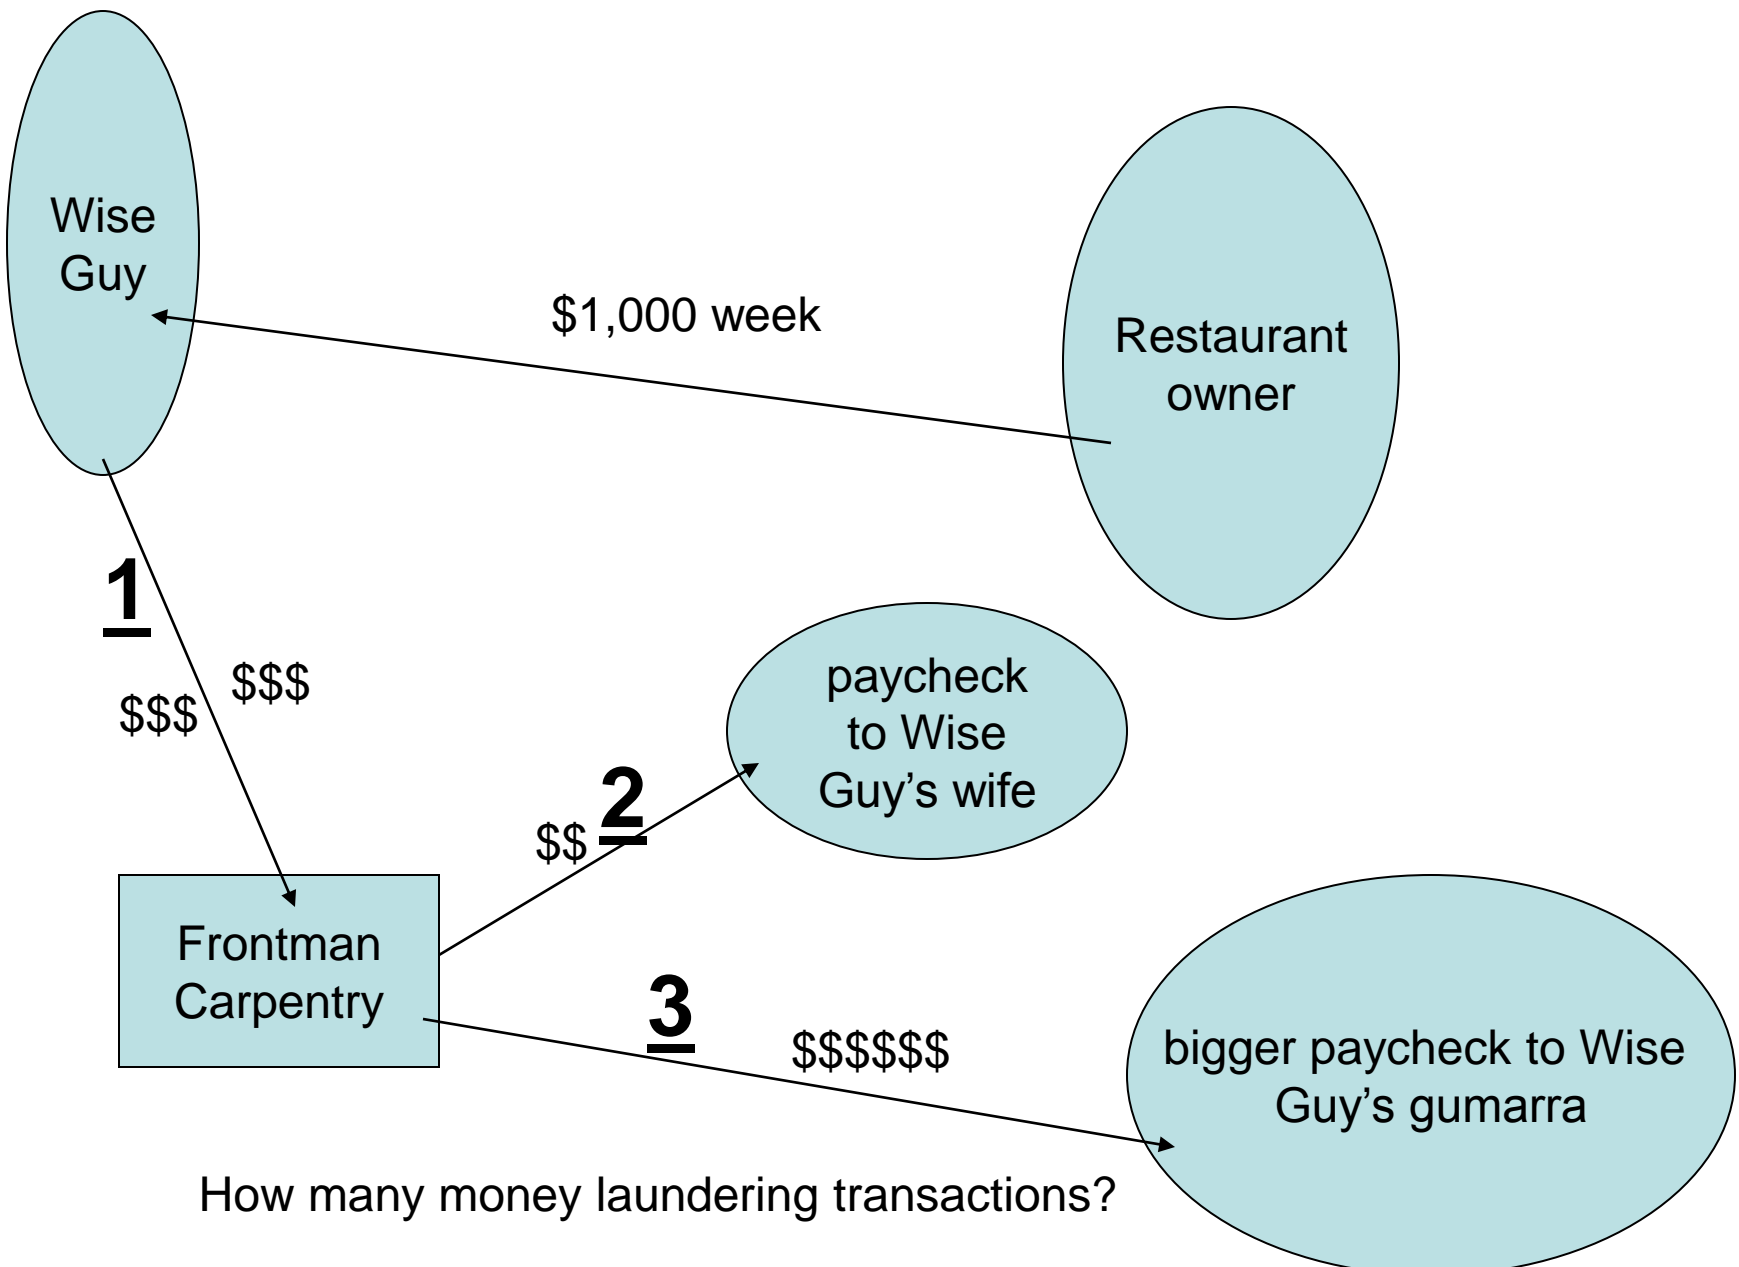 Wise
Guy
$1,000 week
Restaurant
owner
1
$$$
$$$
paycheck
to Wise
Guy's wife
2
$$
Frontman
Carpentry
3
$$$$$$
bigger paycheck to Wise
Guy's gumarra
How many money laundering transactions?